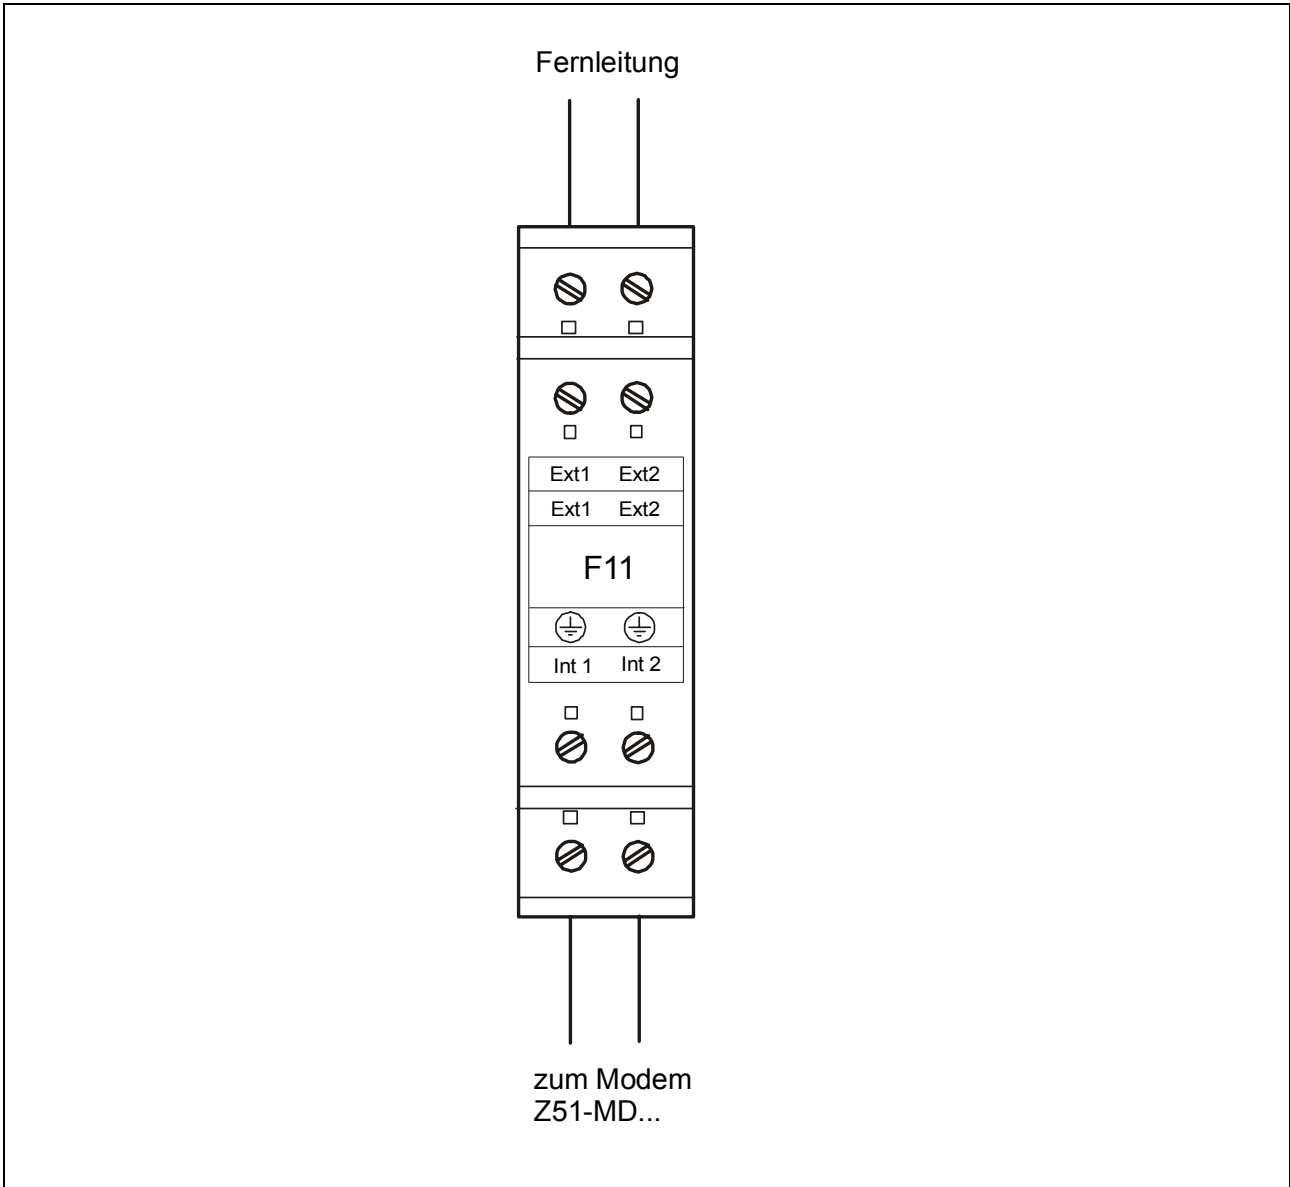 Fernleitung
Ext1 Ext2
Ext1 Ext2
F11
Int 1 Int 2
zum Modem
Z51-MD...